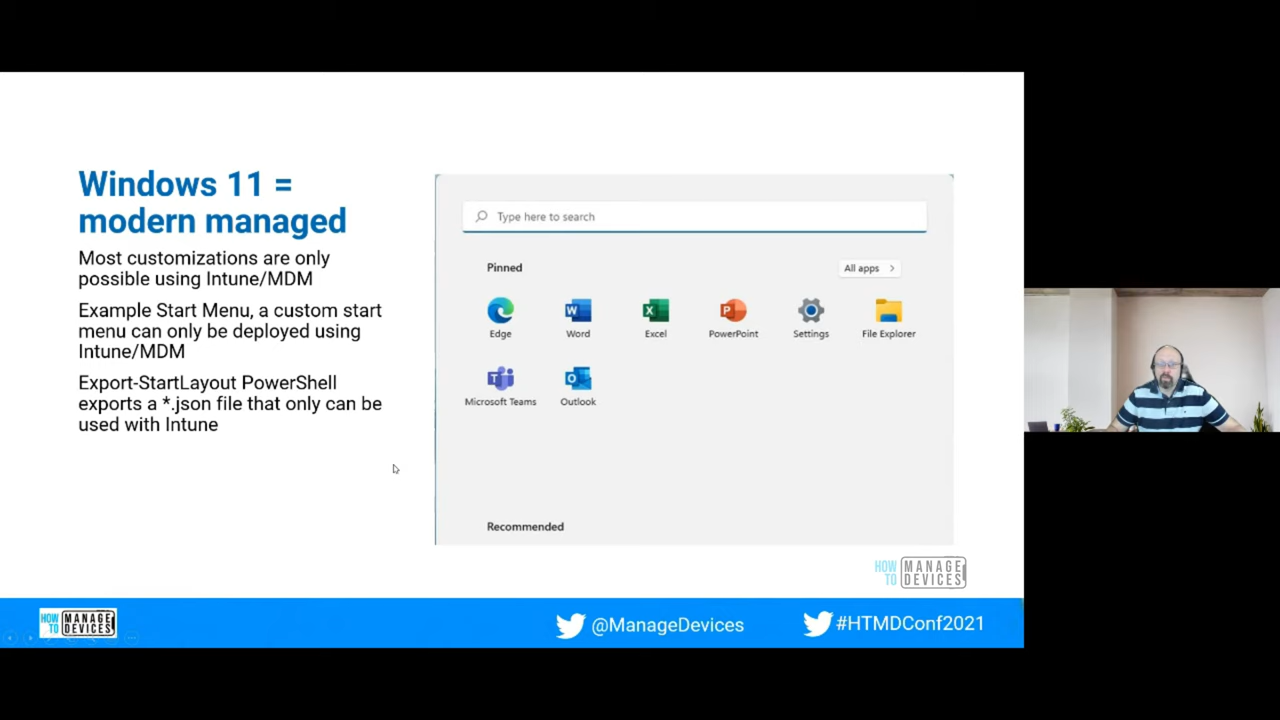 Windows 11 =
modern managed
Most customizations are only
possible using Intune/MDM
Example Start Menu, a custom start
menu can only be deployed using
Intune/MDM
Export-StartLayout PowerShell
exports a *.json file that only can be
used with Intune
Type here to search
Pinned
All apps
Edge
Word
Excel
PowerPoint
Settings
File Explorer
Microsoft Teams
Outlook
Recommended
HOW TO MANAGE DEVICES
HOW TO MANAGE DEVICES
@ManageDevices
#HTMDConf2021